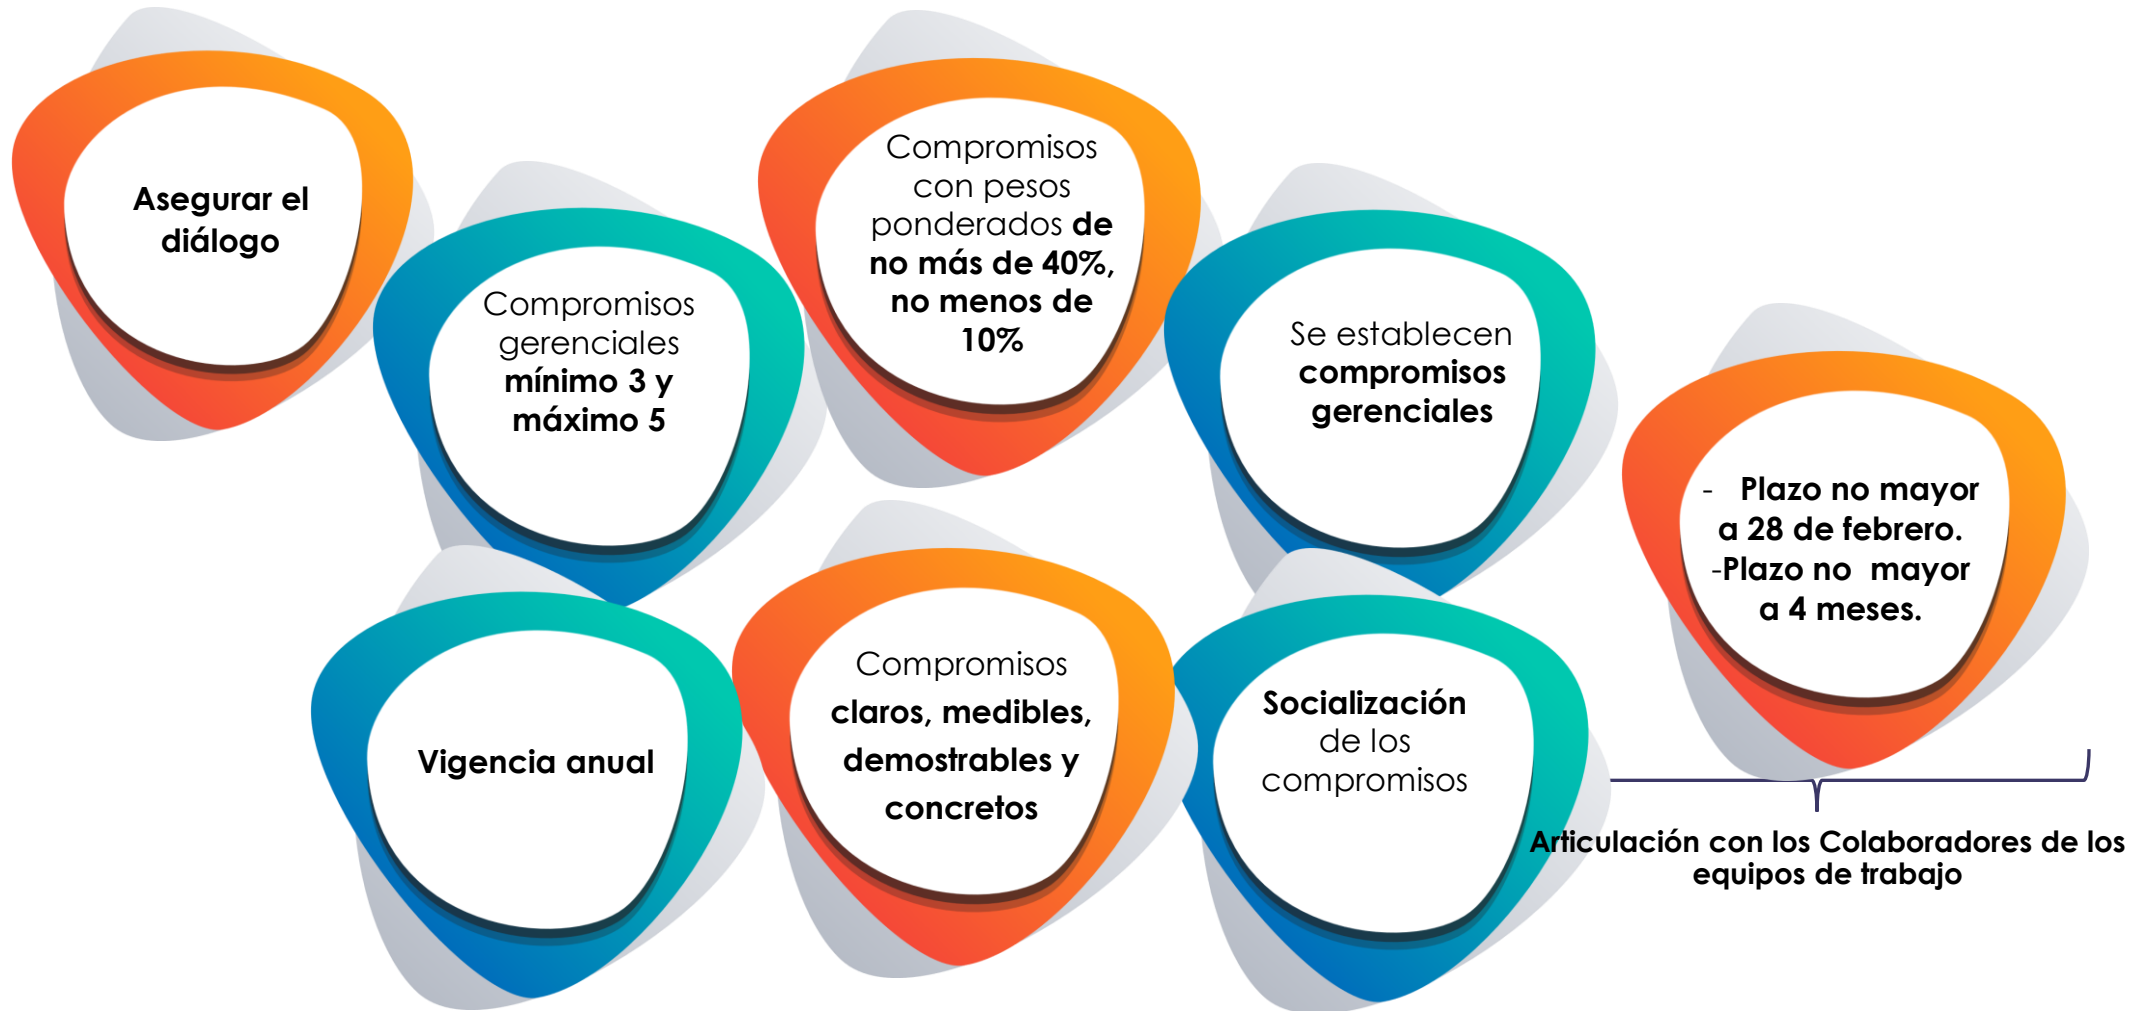 Asegurar el
diálogo
Compromisos
gerenciales
mínimo 3 y
máximo 5
Compromisos
con pesos
ponderados de
no más de 40%,
no menos de
10%
Se establecen
compromisos
gerenciales
- Plazo no mayor
a 28 de febrero.
-Plazo no mayor
a 4 meses.
Vigencia anual
Compromisos
claros, medibles,
demostrables y
concretos
Socialización
de los
compromisos
Articulación con los Colaboradores de los
equipos de trabajo